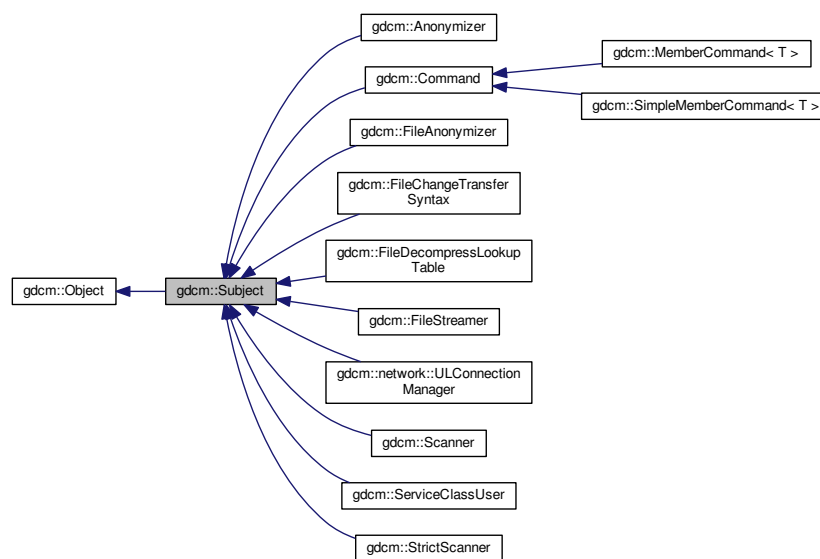 gdcm::Anonymizer
gdcm::MemberCommand< T >
gdcm::Command
gdcm::SimpleMemberCommand< T >
gdcm::FileAnonymizer
gdcm::FileChangeTransfer
Syntax
gdcm::FileDecompressLookup
Table
gdcm::Object
gdcm::Subject
gdcm::FileStreamer
gdcm::network::ULConnection
Manager
gdcm::Scanner
gdcm::ServiceClassUser
gdcm::StrictScanner